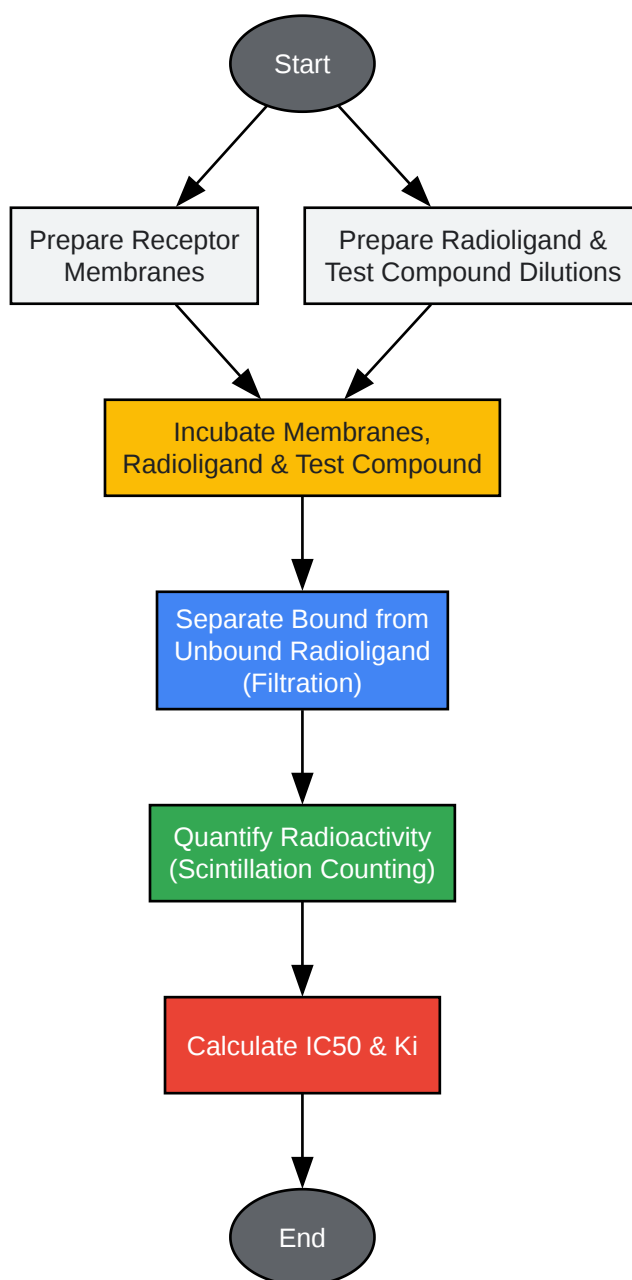 Start
Prepare Receptor
Membranes
Prepare Radioligand &
Test Compound Dilutions
Incubate Membranes,
Radioligand & Test Compound
Separate Bound from
Unbound Radioligand
(Filtration)
Quantify Radioactivity
(Scintillation Counting)
Calculate IC50 & Ki
End